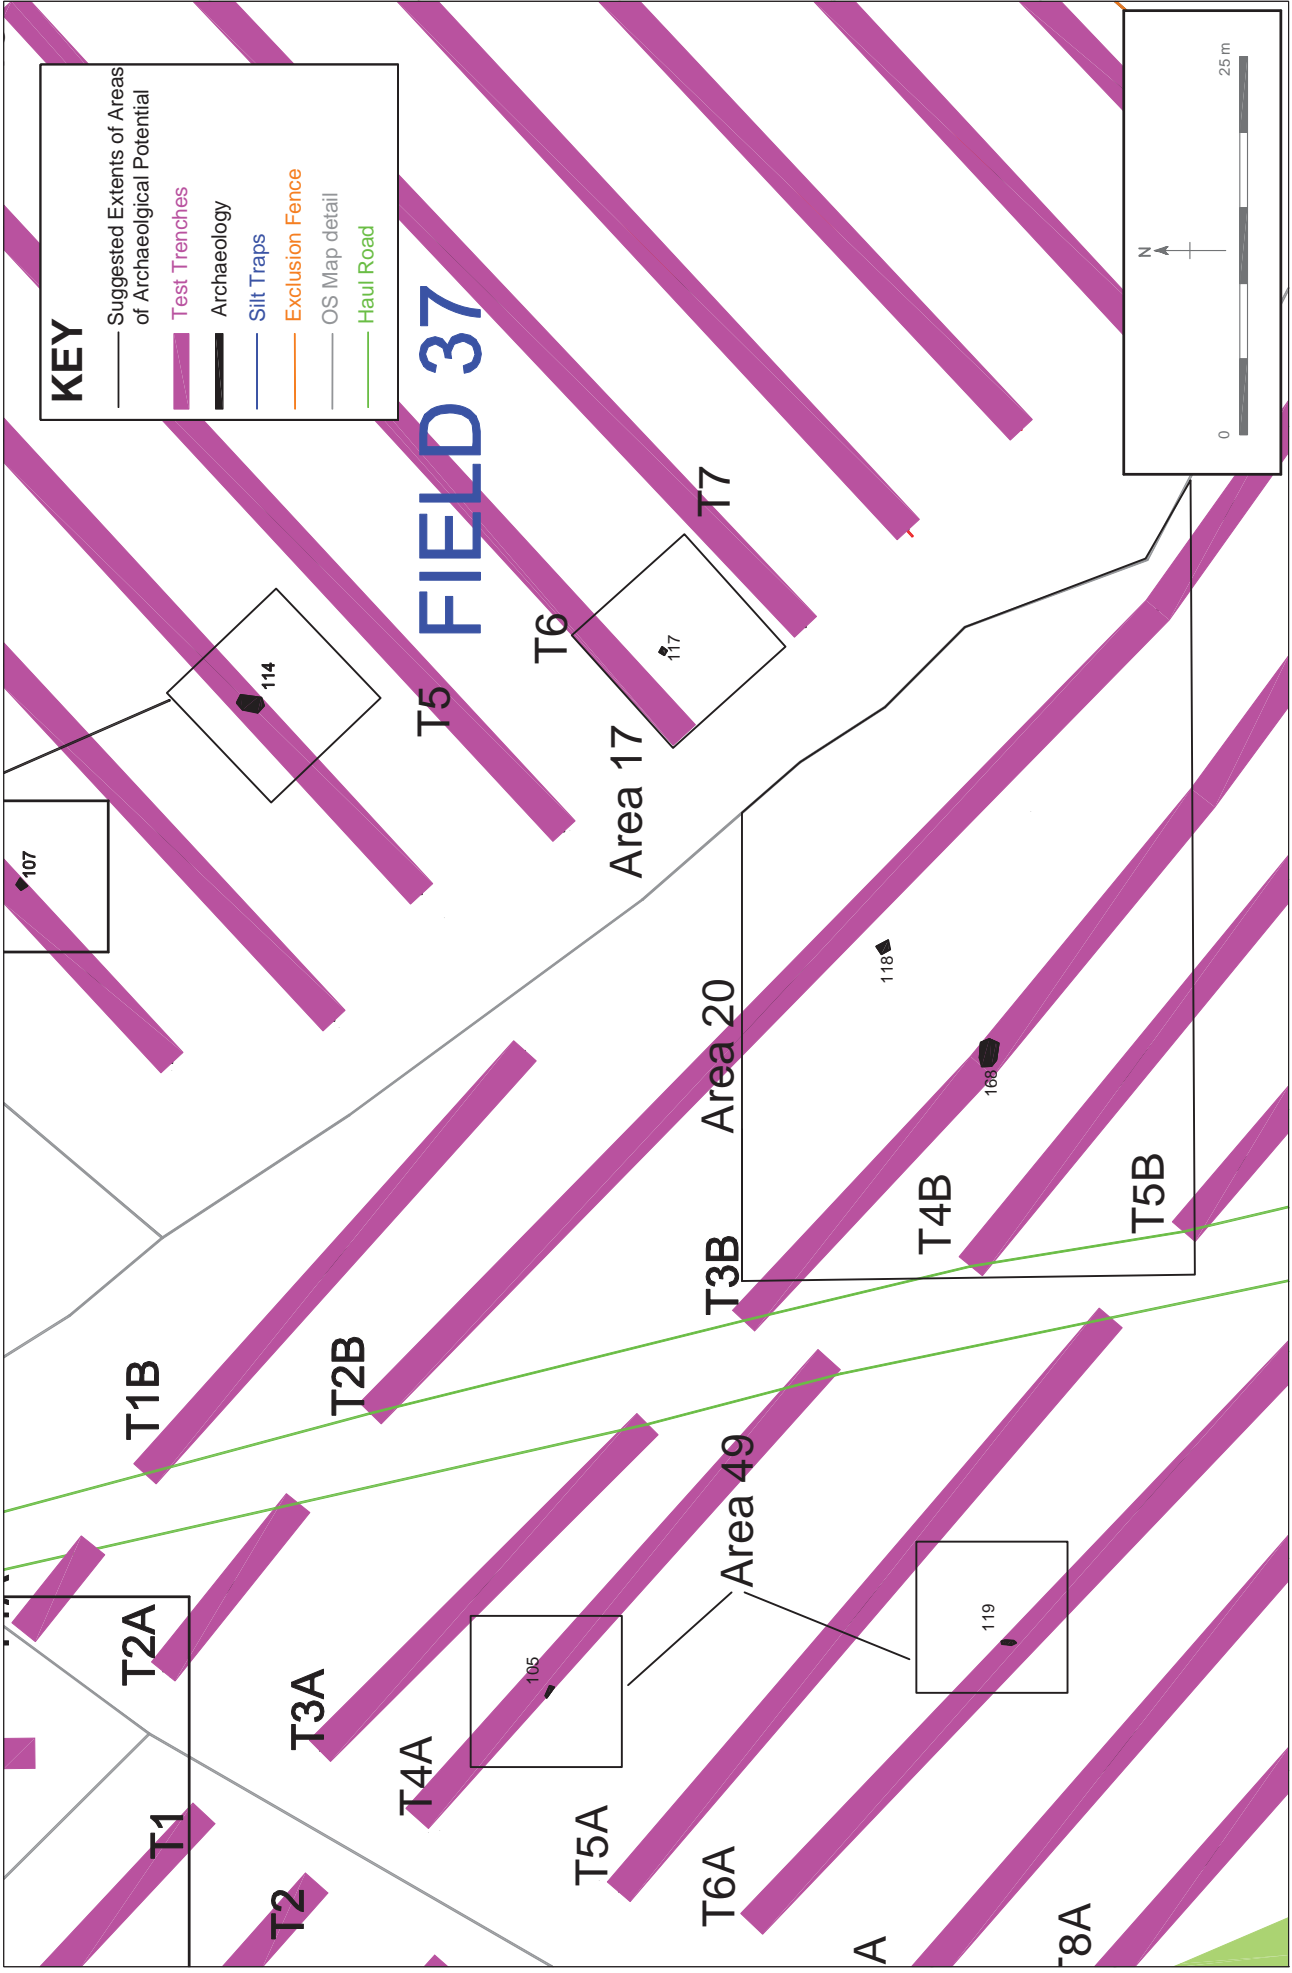 KEY
Suggested Extents of Areas
of Archaeolgical Potential
Test Trenches
Archaeology
Silt Traps
Exclusion Fence
OS Map detail
Haul Road
FIELD 37
107
114
T5
T6
T7
117
Area 17
Area 20
118
168
T1B
T2B
T3B
T4B
T5B
T2A
T3A
T4A
T5A
T6A
A
T8A
T1
T2
105
Area 49
119
N
0
25 m